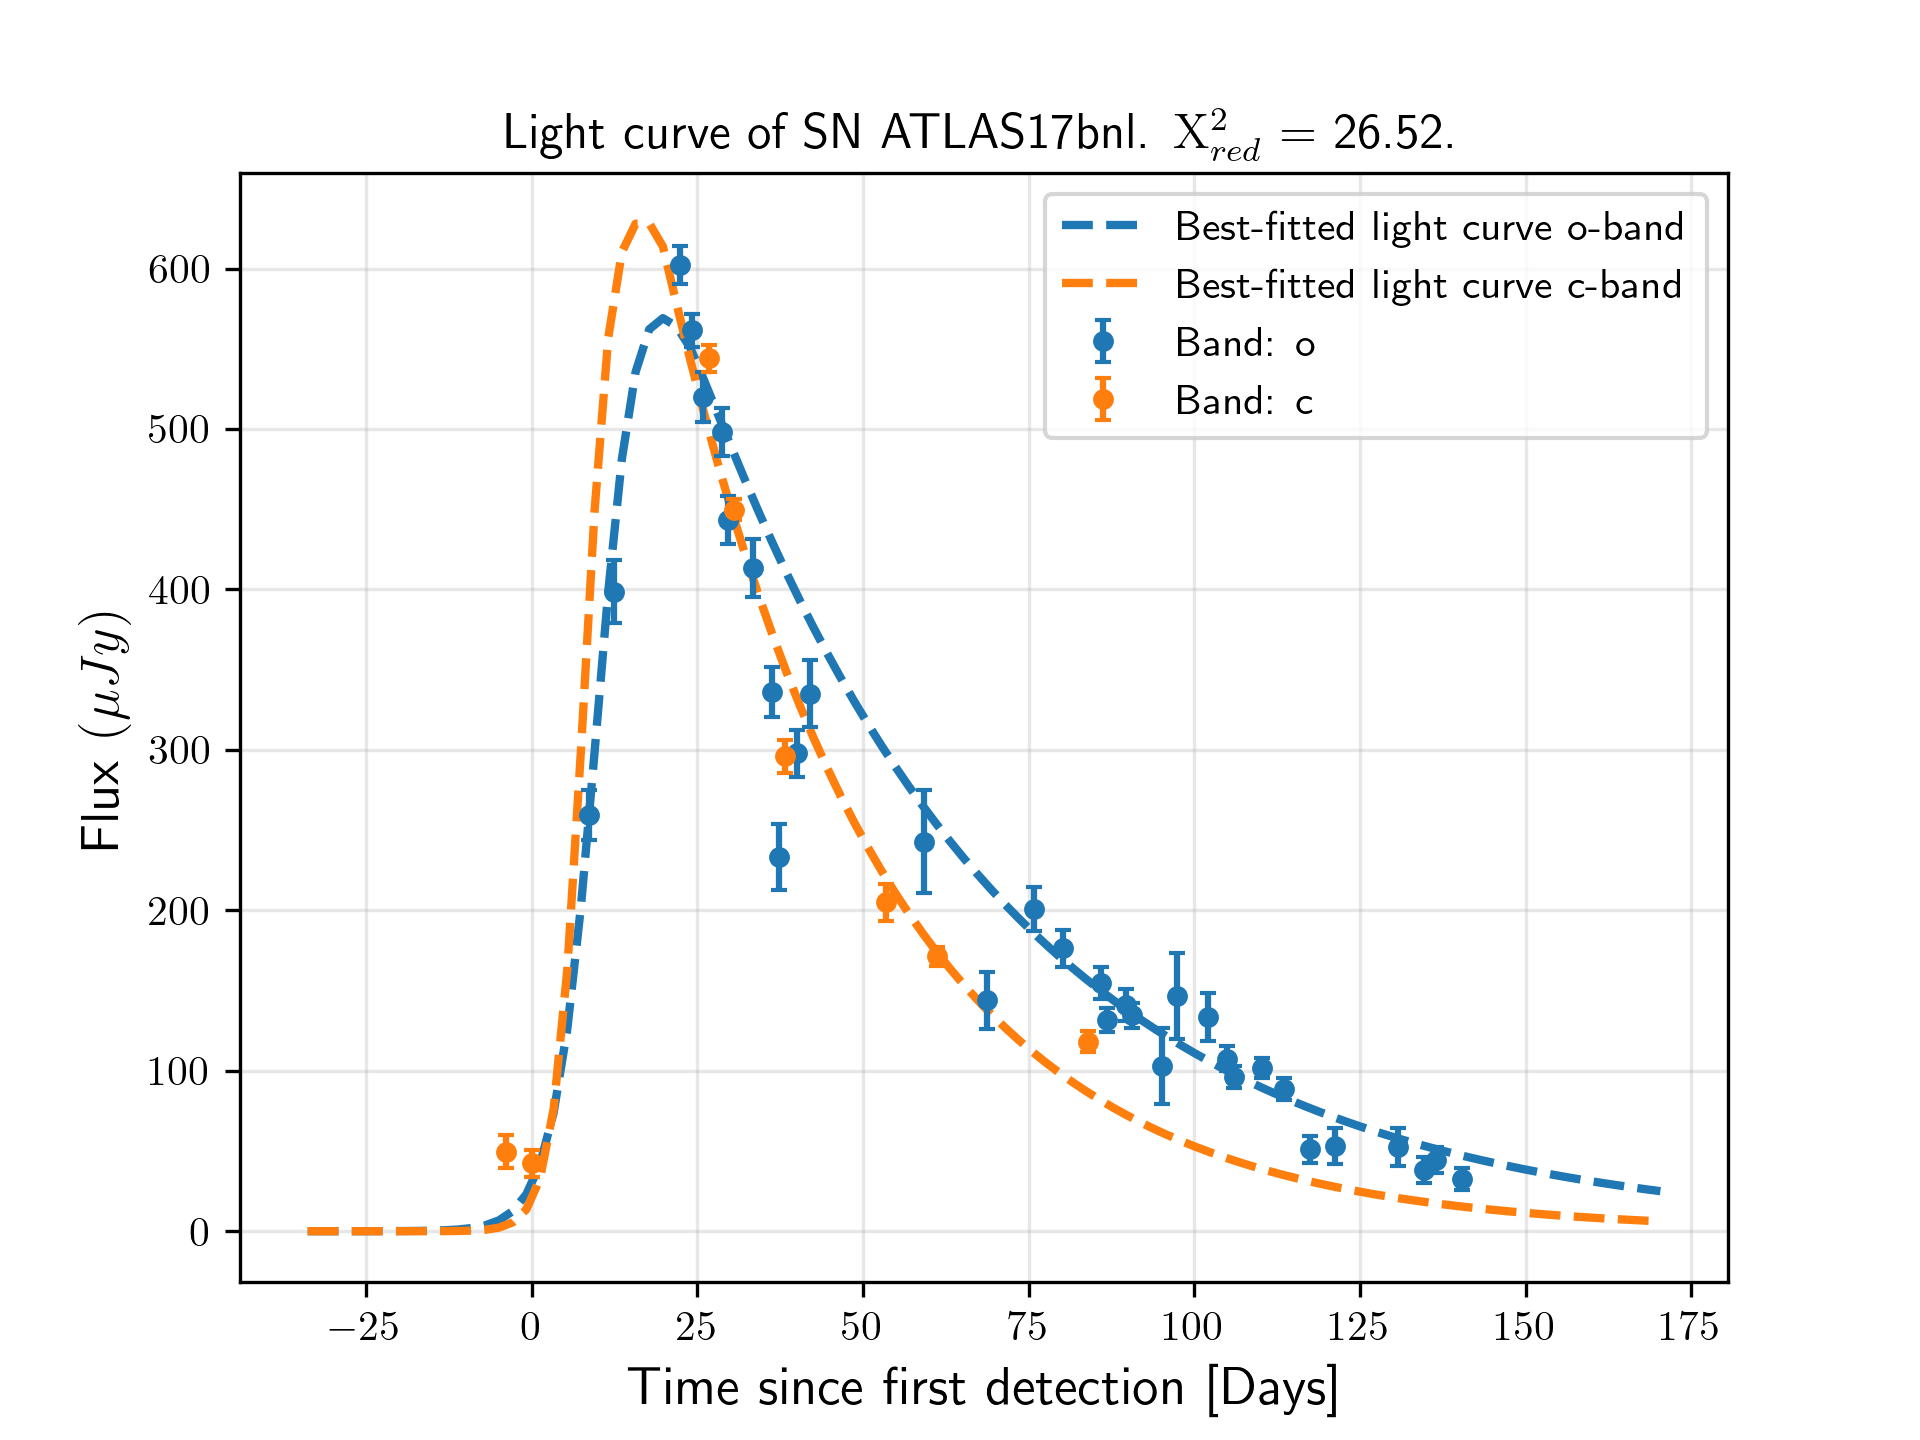 Light curve of SN ATLAS17bnl. X²_red = 26.52.
Best-fitted light curve o-band
Best-fitted light curve c-band
Band: o
Band: c
Flux (μJy)
600
500
400
300
200
100
0
−25 0 25 50 75 100 125 150 175
Time since first detection [Days]